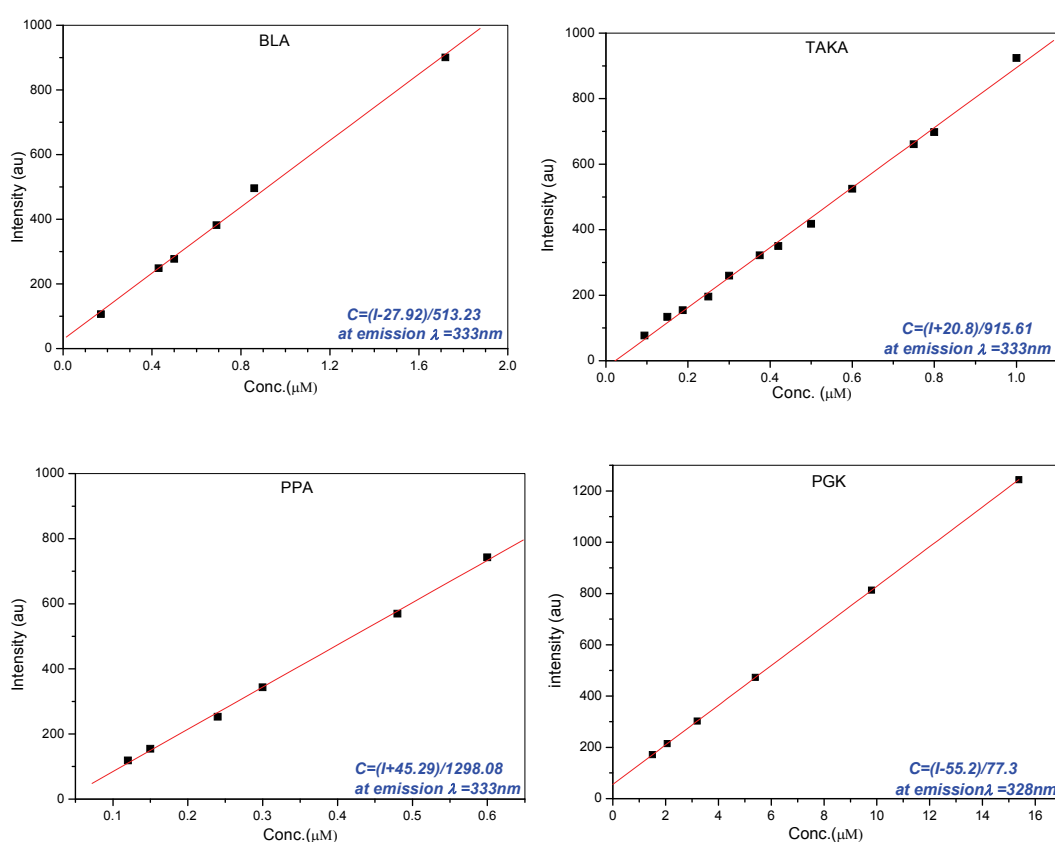 BLA
1000
800
600
400
200
0
Intensity (au)
0.0 0.4 0.8 1.2 1.6 2.0
Conc.(μM)
C=(I-27.92)/513.23
at emission λ=333nm
TAKA
1000
800
600
400
200
0
Intensity (au)
0.0 0.2 0.4 0.6 0.8 1.0
Conc. (μM)
C=(I+20.8)/915.61
at emission λ=333nm
PPA
1000
800
600
400
200
0
Intensity (au)
0.1 0.2 0.3 0.4 0.5 0.6
Conc.(μM)
C=(I+45.29)/1298.08
at emission λ=333nm
PGK
1200
1000
800
600
400
200
0
intensity (au)
0 2 4 6 8 10 12 14 16
Conc.(μM)
C=(I-55.2)/77.3
at emissionλ=328nm